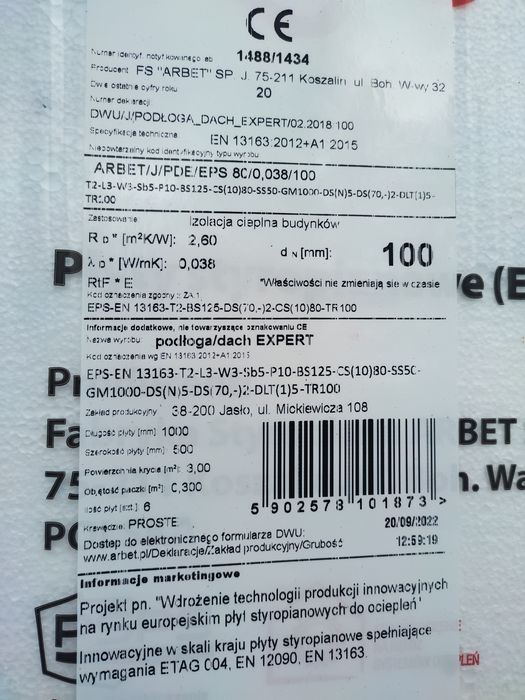 CE
Numer identyf. notyfikowanego lab 1488/1434
Producent FS "ARBET" SP. J. 75-211 Koszalin ul Boh. W-wy 32
Dwie ostatnie cyfry roku 20
Numer deklaracji
DWU/J/PODŁOGA_DACH_EXPERT/02.2018/100
Specyfikacje techniczne EN 13163:2012+A1 2015
Niepowtarzalny kod identyfikacyjny typu wyrobu
ARBET/J/PDE/EPS 80/0,038/100
T2-L3-W3-Sb5-P10-BS125-CS(10)80-SS50-GM1000-DS(N)5-DS(70,-)2-DLT(1)5-
TR100
Zastosowanie Izolacja cieplna budynków
R D* [m²K/W]: 2,60
d N [mm]: 100
λ D* [W/mK]: 0,038
RtF * E *Właściwości nie zmieniają się w czasie
Kod oznaczenia zgodny z ZA.1
EPS-EN 13163-T2-BS125-DS(70,-)2-CS(10)80-TR100
Informacje dodatkowe, nie towarzyszące oznakowaniu CE
Nazwa wyrobu: podłoga/dach EXPERT
Kod oznaczenia wg EN 13163:2012+A1 2015
EPS-EN 13163-T2-L3-W3-Sb5-P10-BS125-CS(10)80-SS50-
GM1000-DS(N)5-DS(70,-)2-DLT(1)5-TR100
Zakład produkcyjny 38-200 Jasło, ul. Mickiewicza 108
Długość płyty [mm] 1000
Szerokość płyty [mm] 500
Powierzchnia krycia [m²] 3,00
Objętość paczki [m³] 0,300
Ilość płyt [szt.] 6
Krawędzie: PROSTE
5 902578 101873 >
20/09/2022
12:59:19
Dostęp do elektronicznego formularza DWU:
www.arbet.pl/Deklaracje/Zakład produkcyjny/Grubość
Informacje marketingowe
Projekt pn. "Wdrożenie technologii produkcji innowacyjnych
na rynku europejskim płyt styropianowych do ociepleń"
Innowacyjne w skali kraju płyty styropianowe spełniające
wymagania ETAG 004, EN 12090, EN 13163.